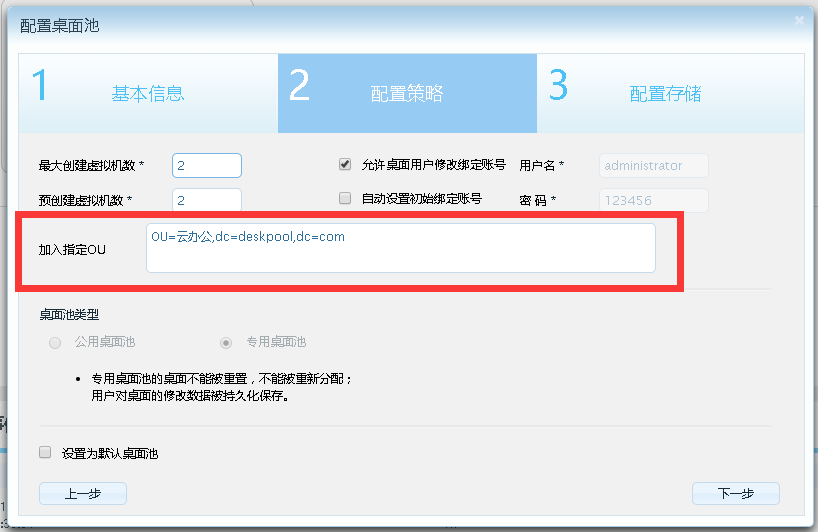 配置桌面池
1 基本信息 2 配置策略 3 配置存储
最大创建虚拟机数 * 2 允许桌面用户修改绑定账号 用户名 * administrator
预创建虚拟机数 * 2 自动设置初始绑定账号 密 码 * 123456
加入指定OU OU=云办公,dc=deskpool,dc=com
桌面池类型
公用桌面池 专用桌面池
• 专用桌面池的桌面不能被重置，不能被重新分配；
用户对桌面的修改数据被持久化保存。
设置为默认桌面池
上一步 下一步